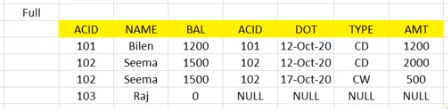 Full
ACID NAME BAL ACID DOT TYPE AMT
101 Bilen 1200 101 12-Oct-20 CD 1200
102 Seema 1500 102 12-Oct-20 CD 2000
102 Seema 1500 102 17-Oct-20 CW 500
103 Raj 0 NULL NULL NULL NULL